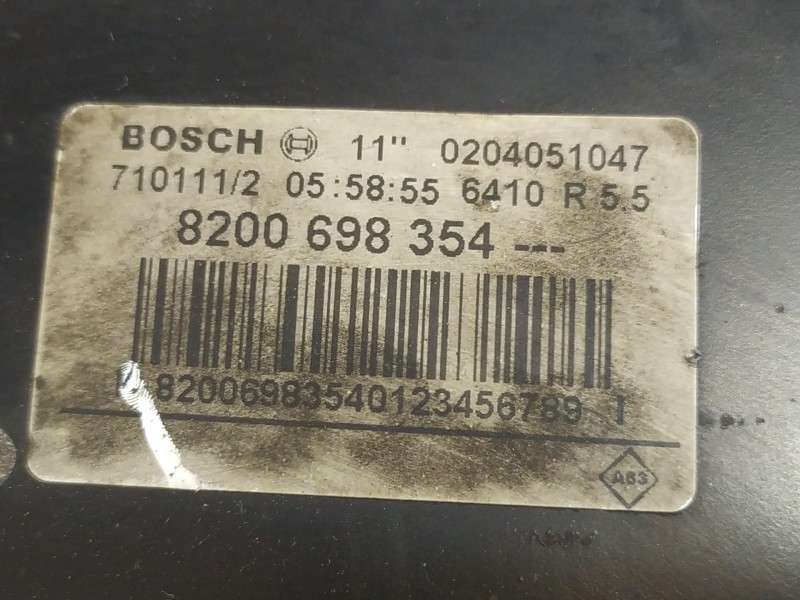 BOSCH 11" 0204051047
710111/2 05:58:55 6410 R 5.5
8200 698 354 ---
82006983540123456789 I
A63